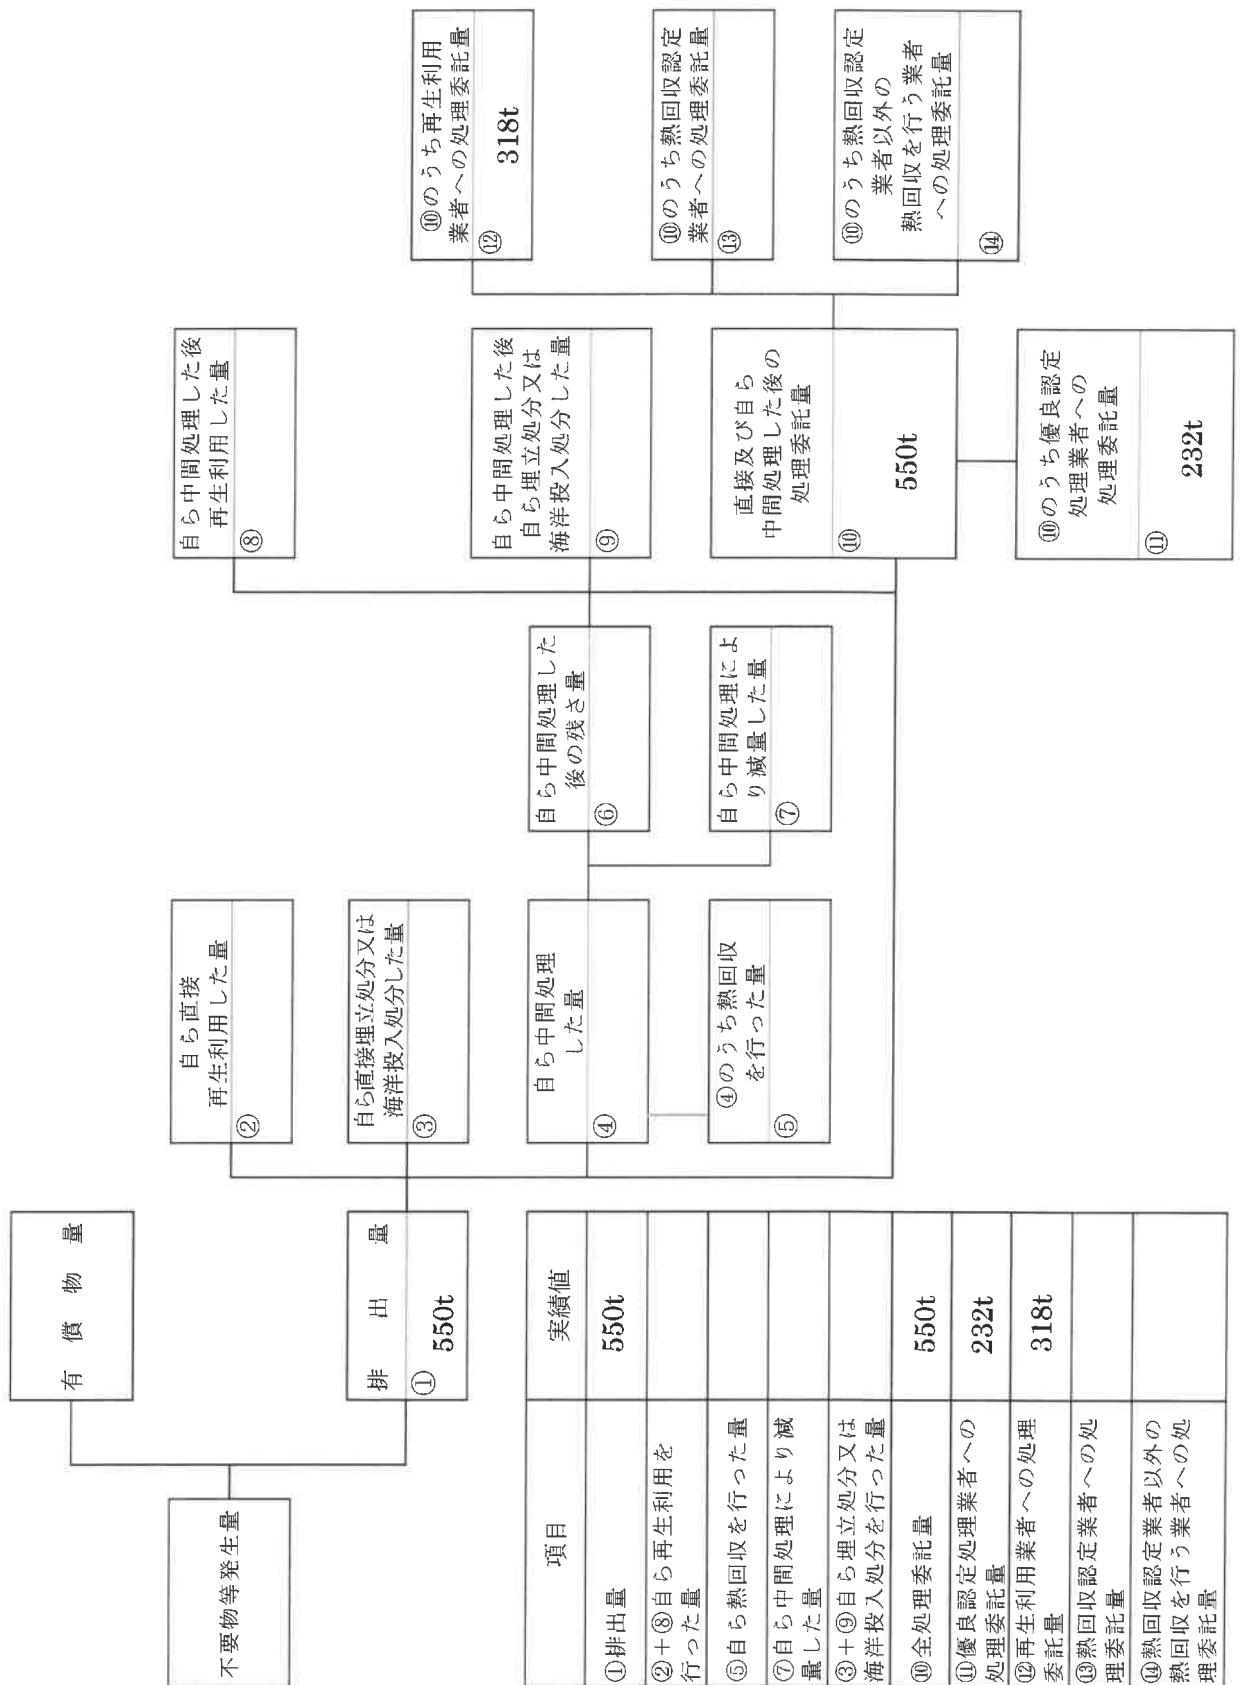 不要物等発生量
有償物量
排出量
①
550t
自ら直接
再生利用した量
②
自ら直接埋立処分又は
海洋投入処分した量
③
自ら中間処理
した量
④
④のうち熱回収
を行った量
⑤
自ら中間処理した
後の残さ量
⑥
自ら中間処理によ
り減量した量
⑦
自ら中間処理した後
再生利用した量
⑧
自ら中間処理した後
自ら埋立処分又は
海洋投入処分した量
⑨
直接及び自ら
中間処理した後の
処理委託量
⑩
550t
⑩のうち優良認定
処理業者への
処理委託量
⑪
232t
⑩のうち再生利用
業者への処理委託量
⑫
318t
⑩のうち熱回収認定
業者への処理委託量
⑬
⑩のうち熱回収認定
業者以外の
熱回収を行う業者
への処理委託量
⑭
項目 実績値
①排出量 550t
②+⑧自ら再生利用を
行った量
⑤自ら熱回収を行った量
⑦自ら中間処理により減
量した量
③+⑨自ら埋立処分又は
海洋投入処分を行った量
⑩全処理委託量 550t
⑪優良認定処理業者への
処理委託量 232t
⑫再生利用業者への処理
委託量 318t
⑬熱回収認定業者への処
理委託量
⑭熱回収認定業者以外の
熱回収を行う業者への処
理委託量